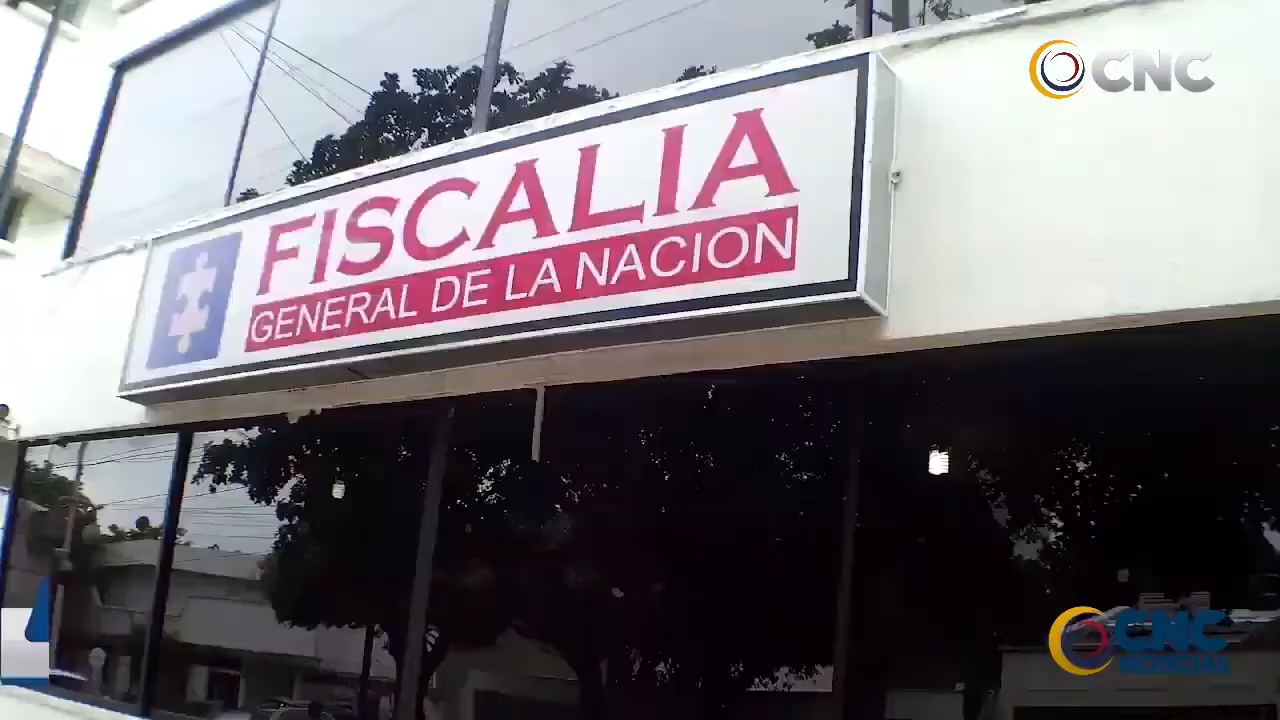 CNC
FISCALIA
GENERAL DE LA NACION
CNC
NOTICIAS